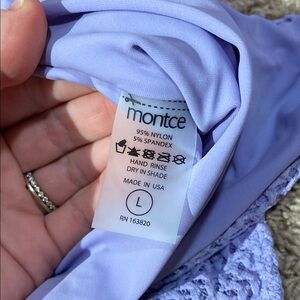 montce
95% NYLON
5% SPANDEX
HAND RINSE
DRY IN SHADE
MADE IN USA
L
RN 163820